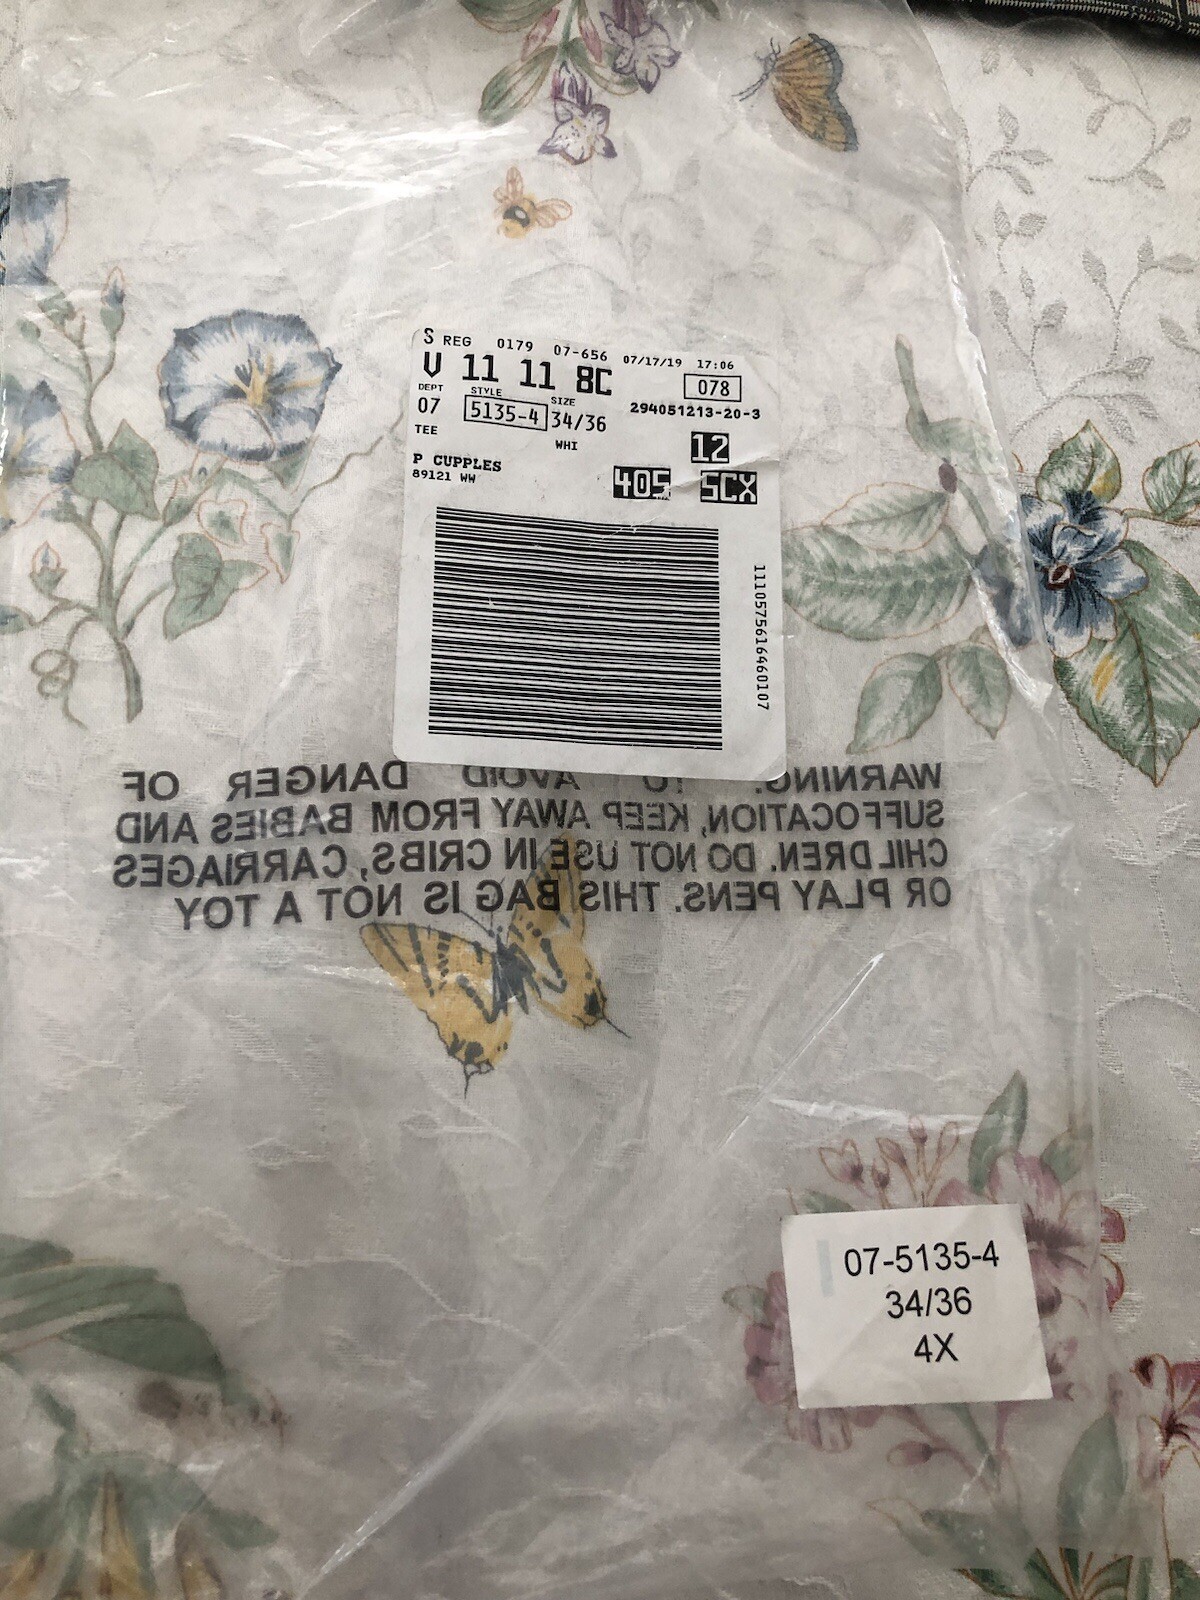 S REG 0179 07-656 07/17/19 17:06
V 11 11 8C 078
DEPT STYLE SIZE
07 5135-4 34/36 294051213-20-3
TEE WHI 12
P CUPPLES 405 SCX
89121 WW
1110575616460107
WARNING. TO AVOID DANGER OF
SUFFOCATION, KEEP AWAY FROM BABIES AND
CHILDREN. DO NOT USE IN CRIBS, CARRIAGES
OR PLAY PENS. THIS BAG IS NOT A TOY
07-5135-4
34/36
4X